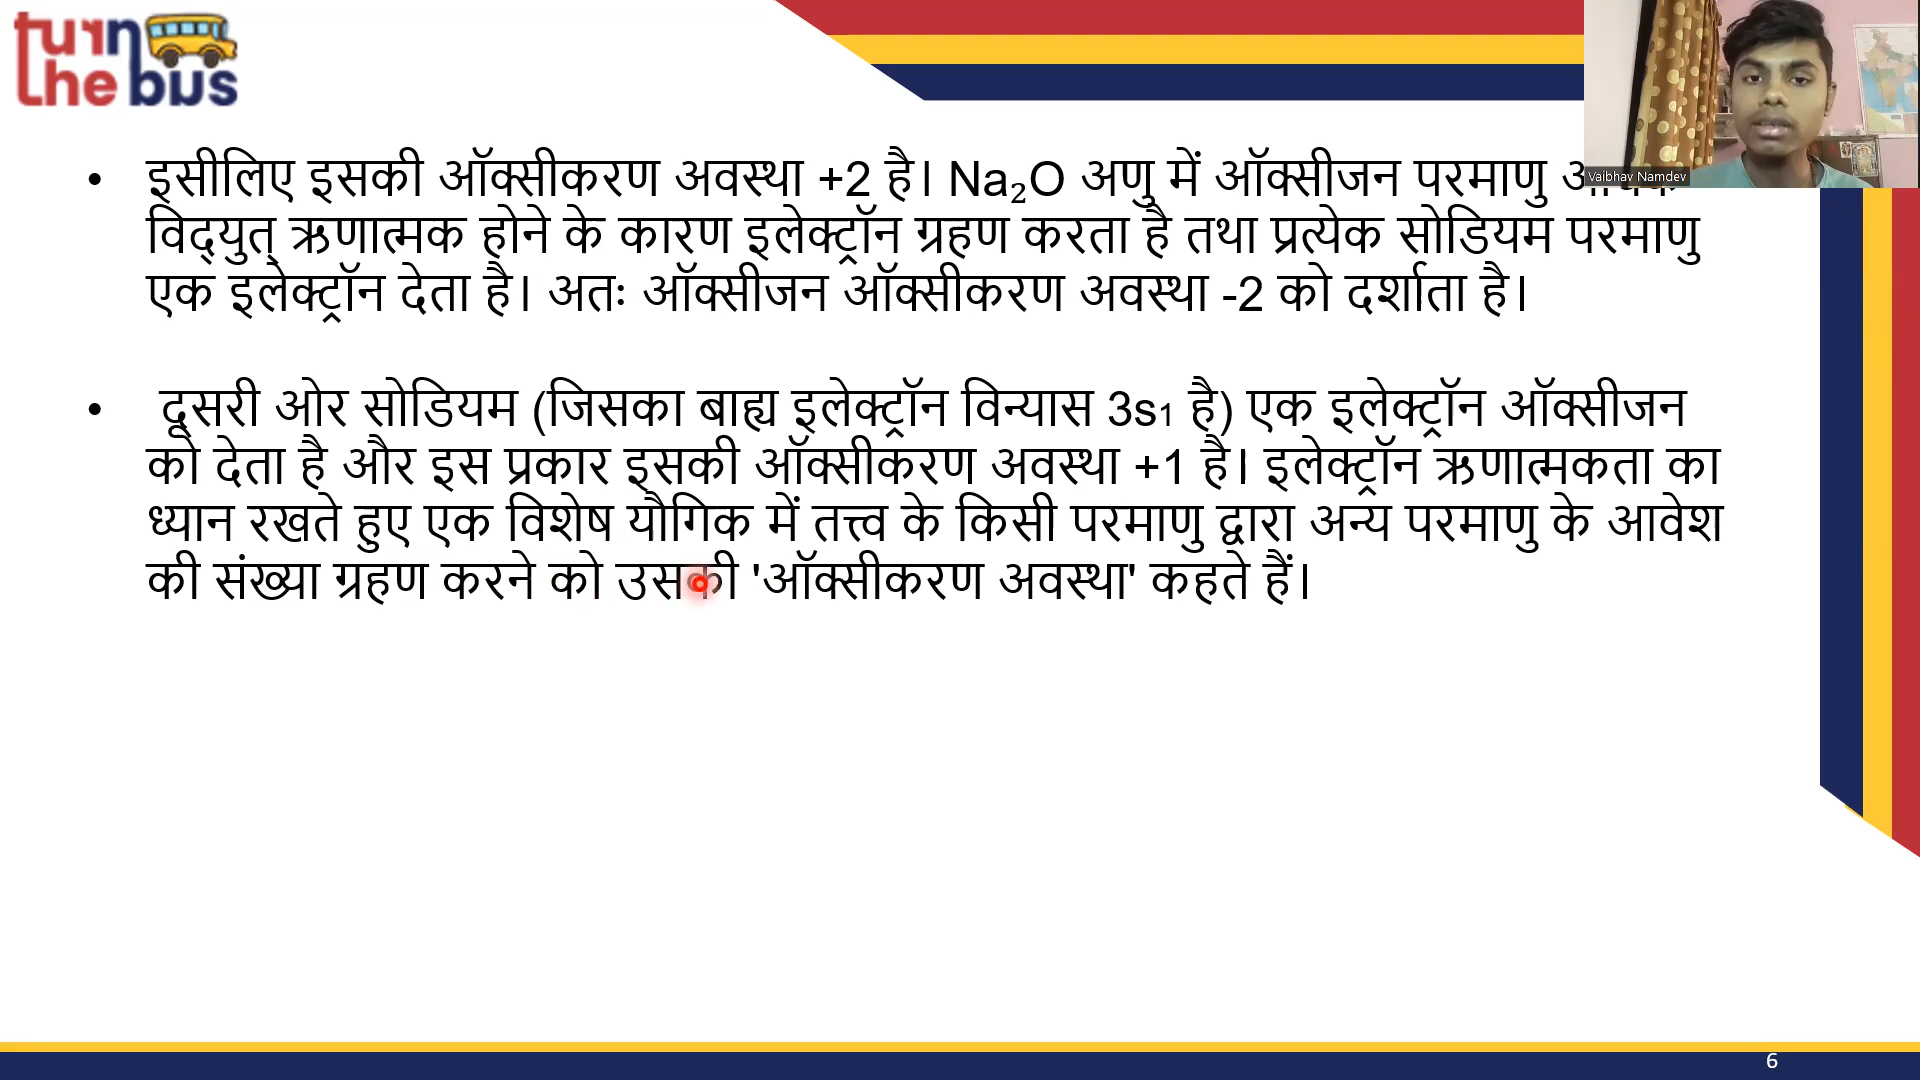 turn
the bus
Vaibhav Namdev
• इसीलिए इसकी ऑक्सीकरण अवस्था +2 है। Na₂O अणु में ऑक्सीजन परमाणु
विद्युत् ऋणात्मक होने के कारण इलेक्ट्रॉन ग्रहण करता है तथा प्रत्येक सोडियम परमाणु
एक इलेक्ट्रॉन देता है। अतः ऑक्सीजन ऑक्सीकरण अवस्था -2 को दर्शाता है।
• दूसरी ओर सोडियम (जिसका बाह्य इलेक्ट्रॉन विन्यास 3s₁ है) एक इलेक्ट्रॉन ऑक्सीजन
को देता है और इस प्रकार इसकी ऑक्सीकरण अवस्था +1 है। इलेक्ट्रॉन ऋणात्मकता का
ध्यान रखते हुए एक विशेष यौगिक में तत्त्व के किसी परमाणु द्वारा अन्य परमाणु के आवेश
की संख्या ग्रहण करने को उसकी 'ऑक्सीकरण अवस्था' कहते हैं।
6